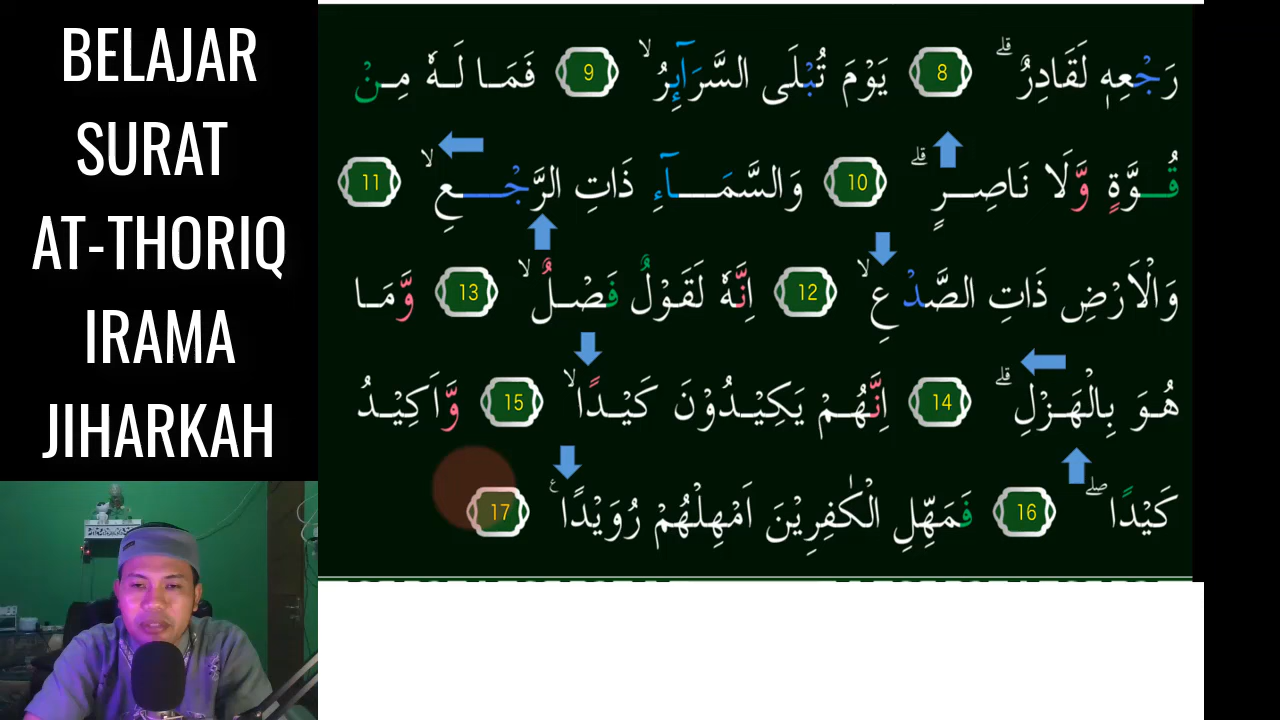 BELAJAR
SURAT
AT-THORIQ
IRAMA
JIHARKAH
رَجْعِهٖ لَقَادِرٌ ۗ 8 يَوْمَ تُبْلَى السَّرَاۤىِٕرُ ۙ 9 فَمَا لَهٗ مِنْ
قُوَّةٍ وَّلَا نَاصِرٍ ۗ 10 وَالسَّمَاۤءِ ذَاتِ الرَّجْعِ ۙ 11
وَالْاَرْضِ ذَاتِ الصَّدْعِ ۙ 12 اِنَّهٗ لَقَوْلٌ فَصْلٌ ۙ 13 وَّمَا
هُوَ بِالْهَزْلِ ۗ 14 اِنَّهُمْ يَكِيْدُوْنَ كَيْدًا ۙ 15 وَّاَكِيْدُ
كَيْدًا ۖ 16 فَمَهِّلِ الْكٰفِرِيْنَ اَمْهِلْهُمْ رُوَيْدًا ࣖ 17